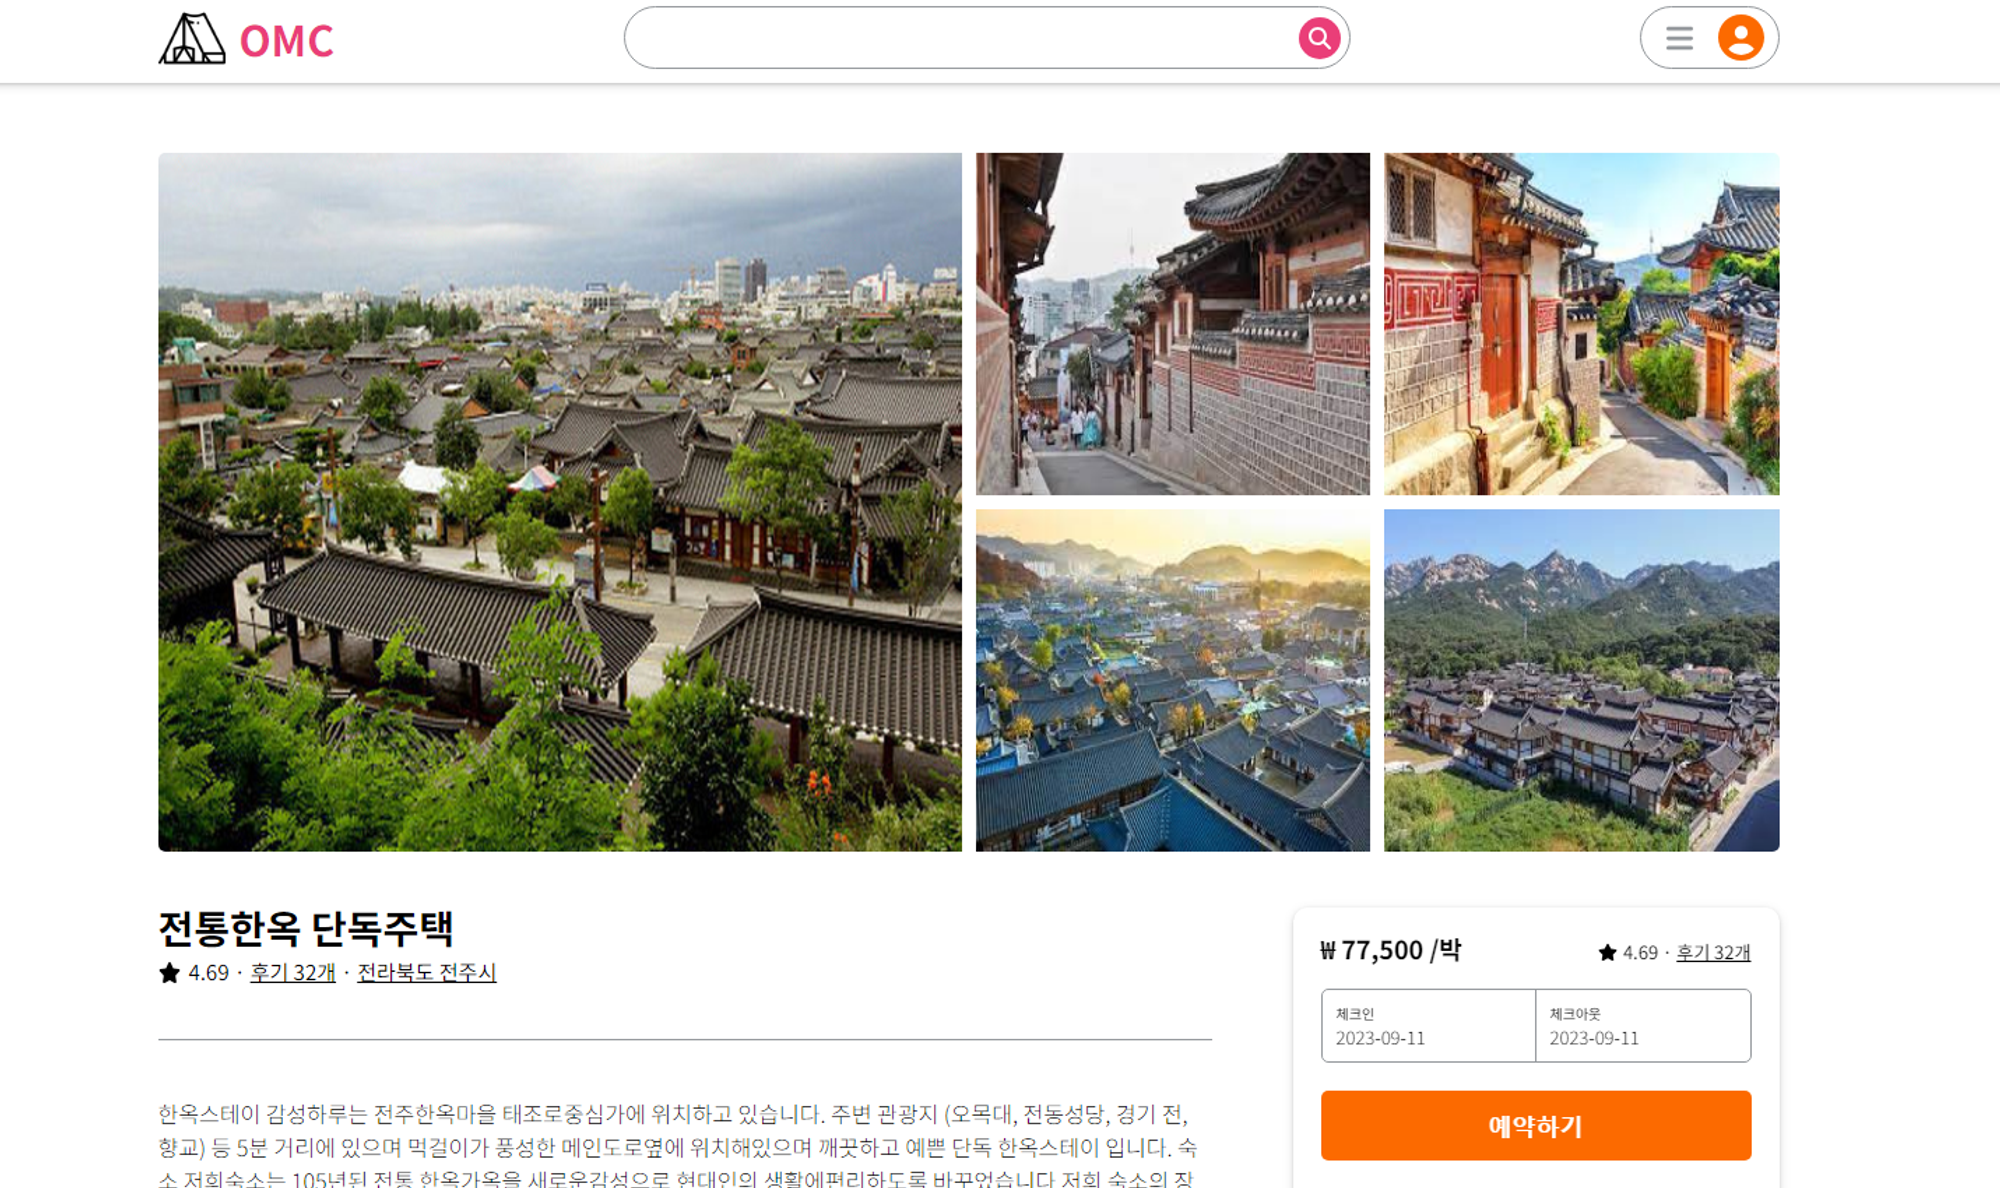 OMC
전통한옥 단독주택
★ 4.69 · 후기 32개 · 전라북도 전주시
한옥스테이 감성하루는 전주한옥마을 태조로중심가에 위치하고 있습니다. 주변 관광지 (오목대, 전동성당, 경기 전,
향교) 등 5분 거리에 있으며 먹걸이가 풍성한 메인도로옆에 위치해있으며 깨끗하고 예쁜 단독 한옥스테이 입니다. 숙
소 저희숙소는 105년된 전통 한옥가옥을 새로운감성으로 현대인의 생활에편리하도록 바꾸었습니다 저희 숙소의 장
₩ 77,500 /박
★ 4.69 · 후기 32개
체크인
2023-09-11
체크아웃
2023-09-11
예약하기